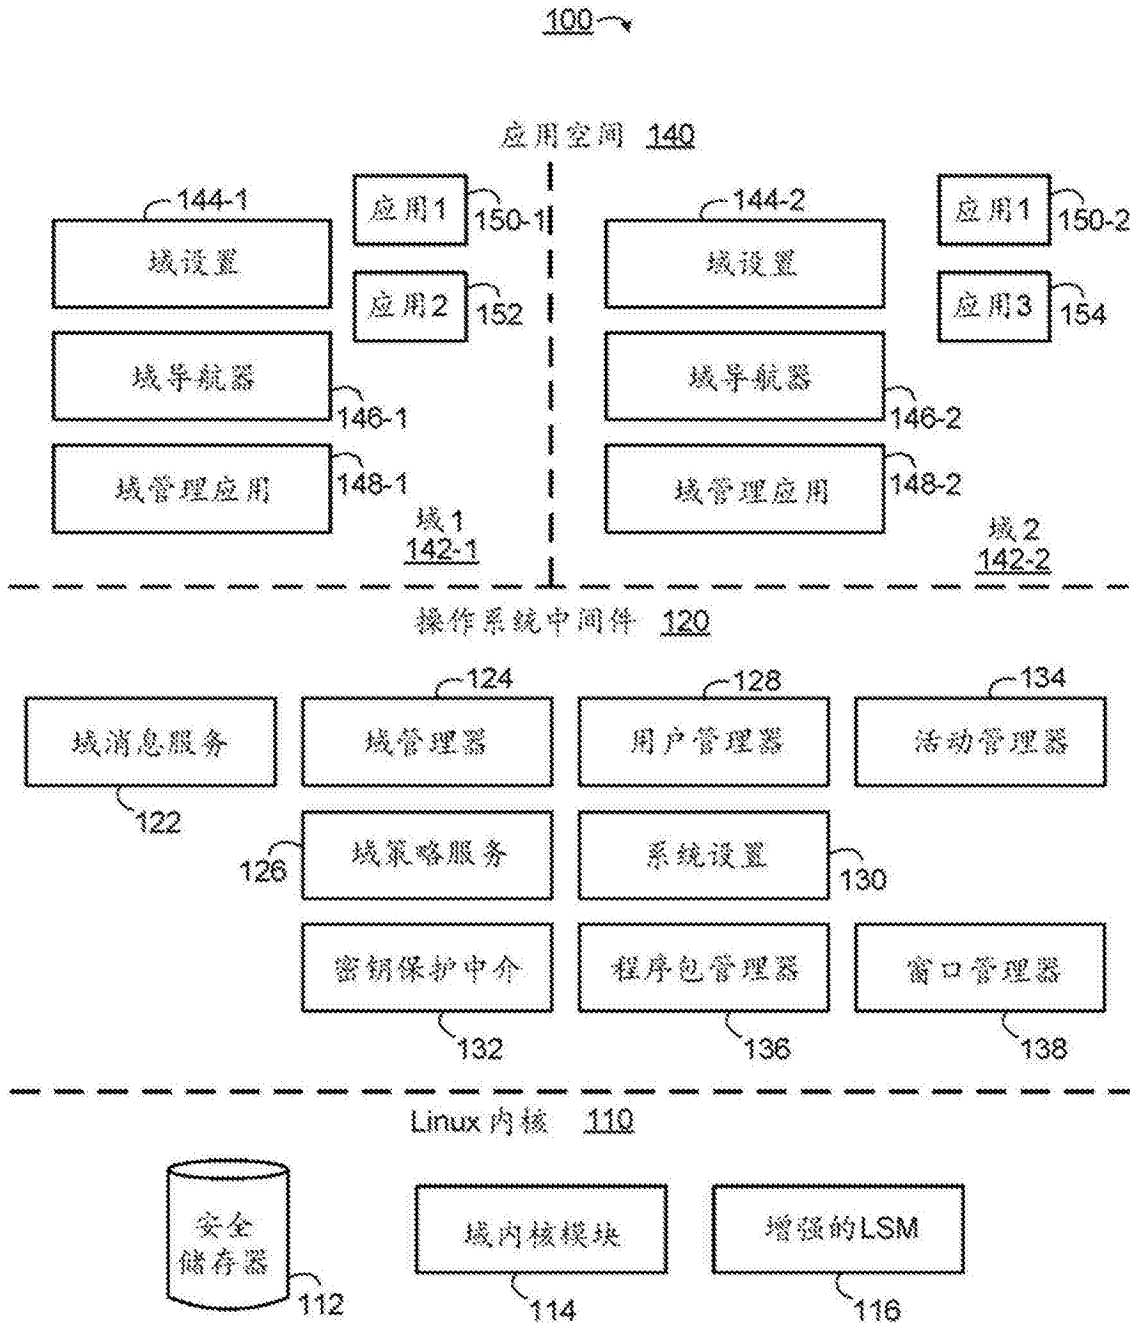 100
应用空间 140
144-1
域设置
应用1
150-1
应用2
152
域导航器
146-1
域管理应用
148-1
域1
142-1
144-2
域设置
应用1
150-2
应用3
154
域导航器
146-2
域管理应用
148-2
域2
142-2
操作系统中间件 120
域消息服务
122
124
域管理器
128
用户管理器
134
活动管理器
126
域策略服务
系统设置
130
密钥保护中介
132
程序包管理器
136
窗口管理器
138
Linux 内核 110
安全
储存器
112
域内核模块
114
增强的LSM
116